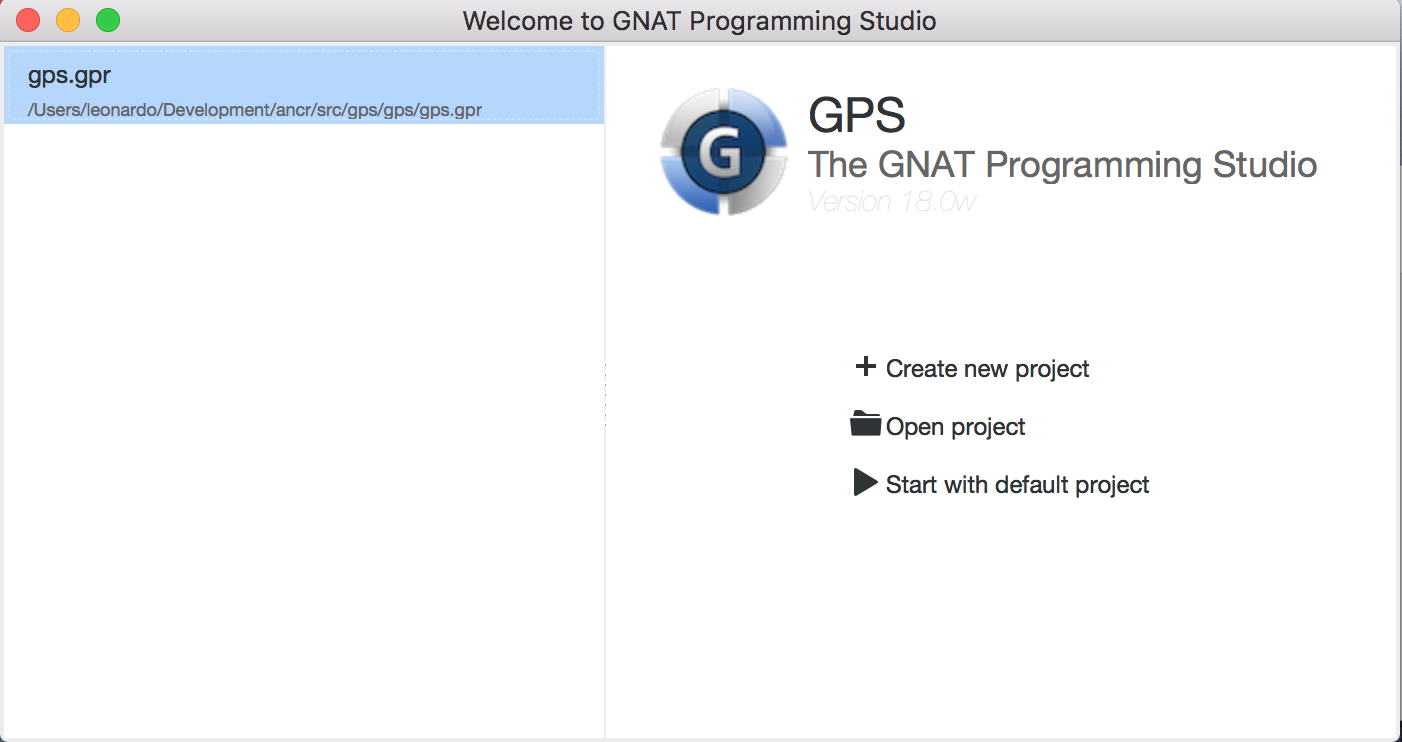 Welcome to GNAT Programming Studio
gps.gpr
/Users/leonardo/Development/ancr/src/gps/gps/gps.gpr
G
GPS
The GNAT Programming Studio
Version 18.0w
Create new project
Open project
Start with default project